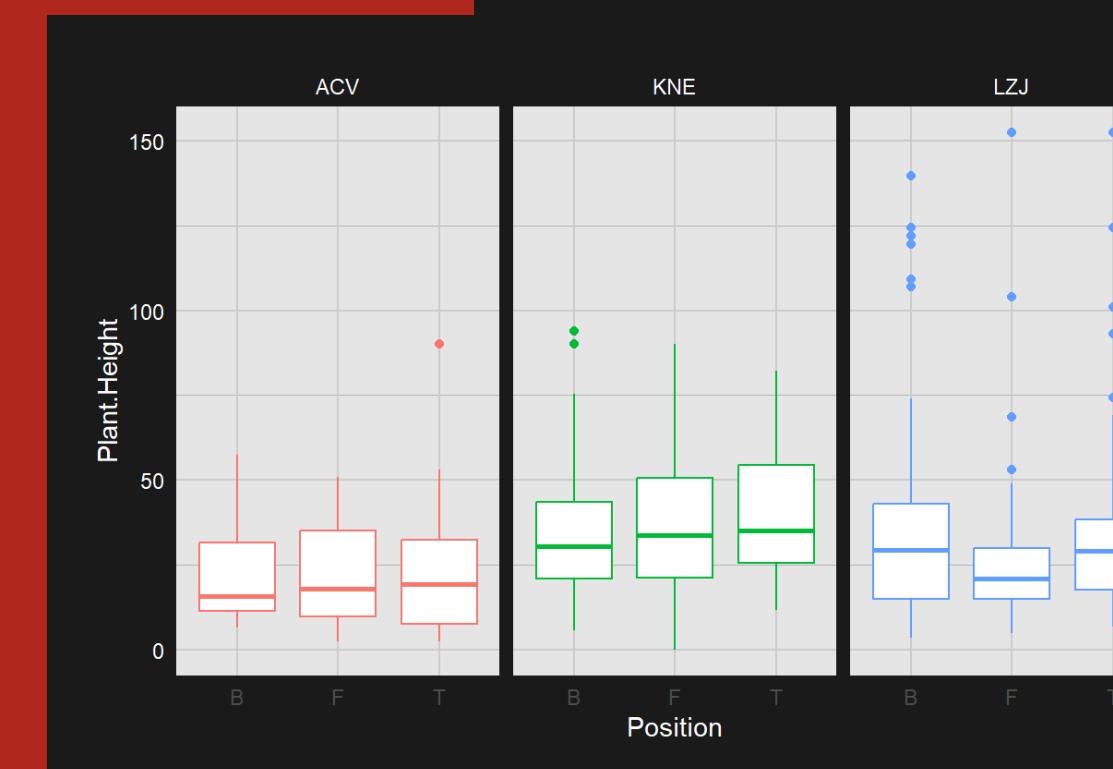 ACV KNE LZJ
150
100
50
0
Plant.Height
B F T B F T B F T
Position